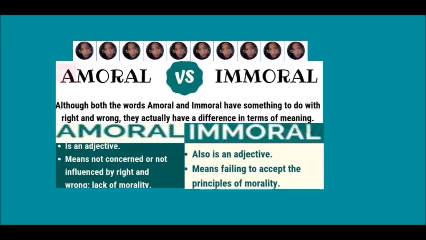 AMORAL VS IMMORAL
Although both the words Amoral and Immoral have something to do with
right and wrong, they actually have a difference in terms of meaning.
AMORAL
• Is an adjective.
• Means not concerned or not
influenced by right and
wrong; lack of morality.
IMMORAL
• Also is an adjective.
• Means failing to accept the
principles of morality.